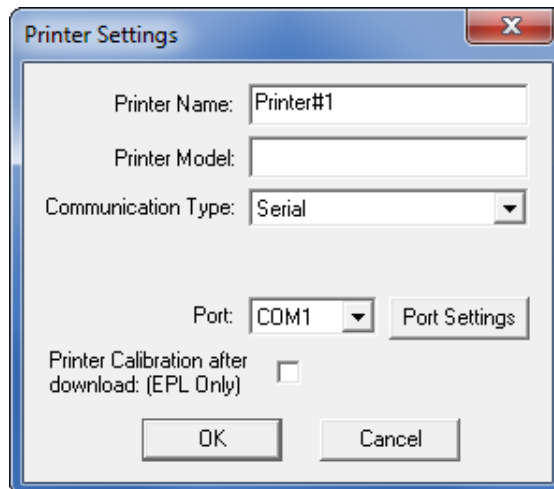 Printer Settings
Printer Name: Printer#1
Printer Model:
Communication Type: Serial
Port: COM1 Port Settings
Printer Calibration after
download: (EPL Only)
OK Cancel